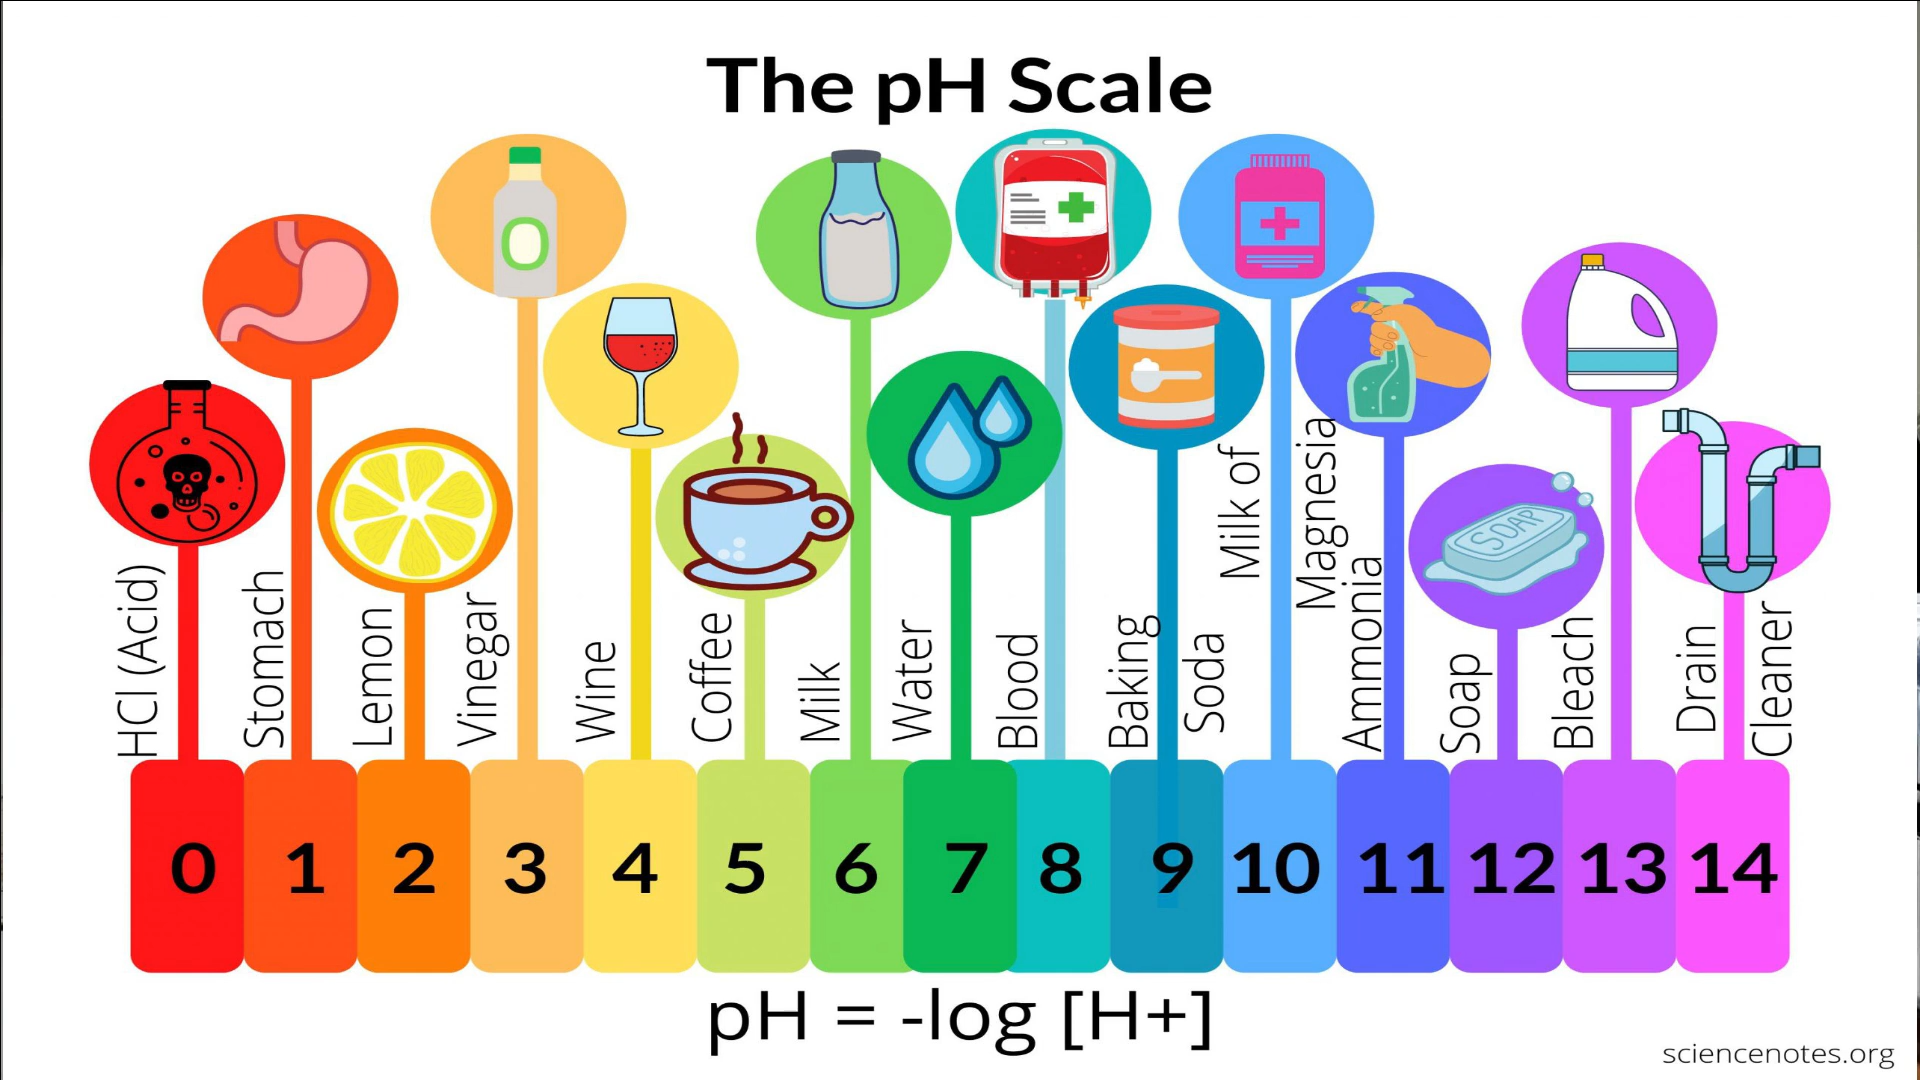 The pH Scale
HCl (Acid)
Stomach
Lemon
Vinegar
Wine
Coffee
Milk
Water
Blood
Baking
Soda
Milk of
Magnesia
Ammonia
Soap
SOAP
Bleach
Drain
Cleaner
0 1 2 3 4 5 6 7 8 9 10 11 12 13 14
pH = -log [H+]
sciencenotes.org